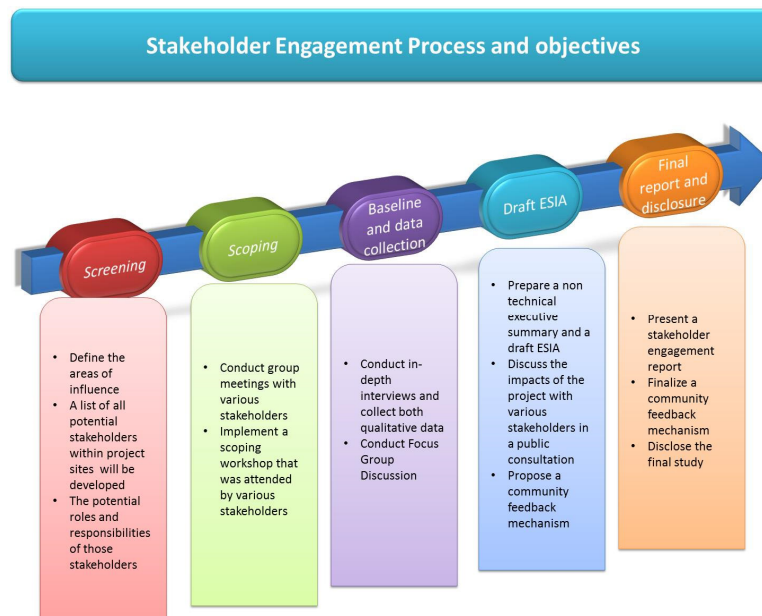 Stakeholder Engagement Process and objectives
Screening
Scoping
Baseline
and data
collection
Draft ESIA
Final
report and
disclosure
• Define the
areas of
influence
• A list of all
potential
stakeholders
within project
sites will be
developed
• The potential
roles and
responsibilities
of those
stakeholders
• Conduct group
meetings with
various
stakeholders
• Implement a
scoping
workshop that
was attended
by various
stakeholders
• Conduct in-
depth
interviews and
collect both
qualitative data
• Conduct Focus
Group
Discussion
• Prepare a non
technical
executive
summary and a
draft ESIA
• Discuss the
impacts of the
project with
various
stakeholders in
a public
consultation
• Propose a
community
feedback
mechanism
• Present a
stakeholder
engagement
report
• Finalize a
community
feedback
mechanism
• Disclose the
final study